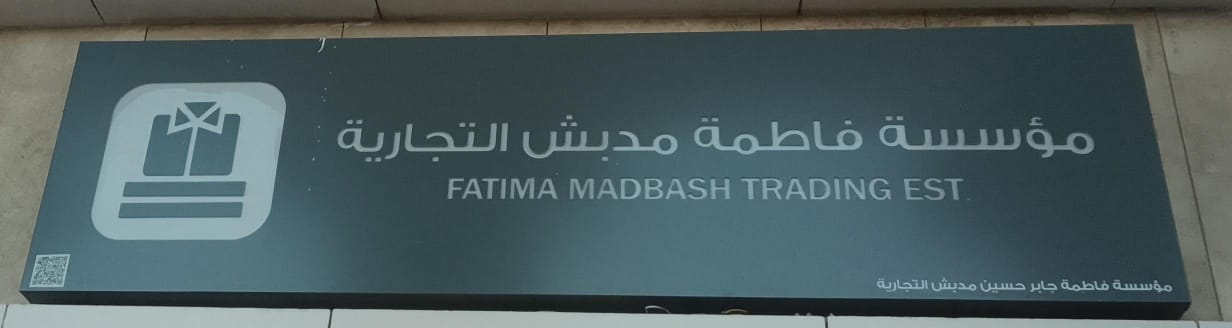 مؤسسة فاطمة مدبش التجارية
FATIMA MADBASH TRADING EST.
مؤسسة فاطمة جابر حسين مدبش التجارية